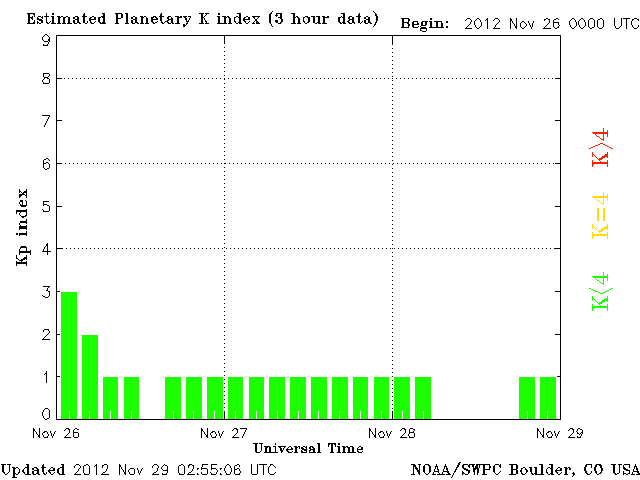 Estimated Planetary K index (3 hour data) Begin: 2012 Nov 26 0000 UTC
9
8
7
6
5
4
3
2
1
0
Kp index
K>4
K=4
K<4
Nov 26 Nov 27 Nov 28 Nov 29
Universal Time
Updated 2012 Nov 29 02:55:06 UTC NOAA/SWPC Boulder, CO USA